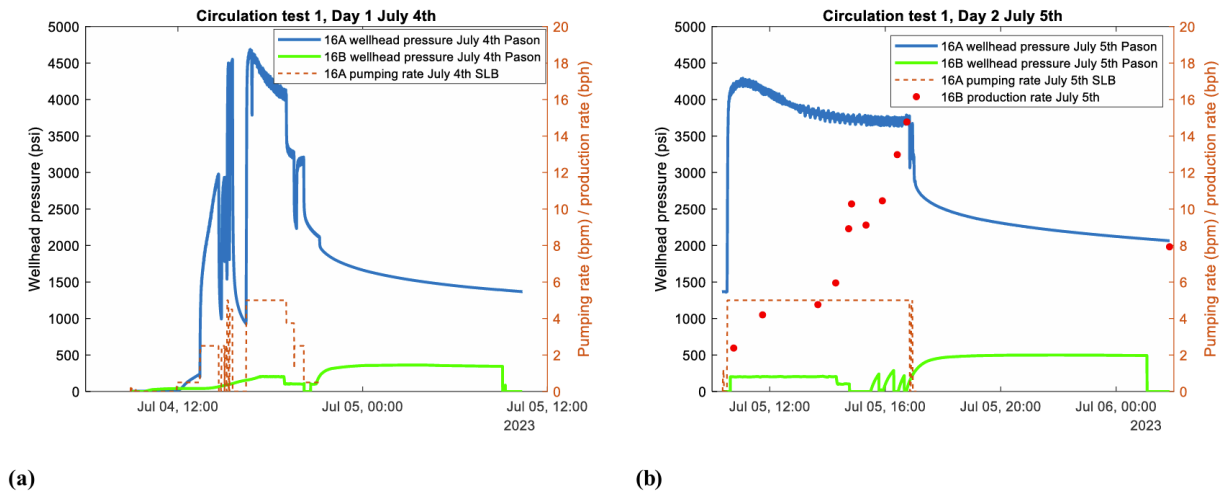 Circulation test 1, Day 1 July 4th
5000
4500
4000
3500
3000
2500
2000
1500
1000
500
0
Wellhead pressure (psi)
16A wellhead pressure July 4th Pason
16B wellhead pressure July 4th Pason
16A pumping rate July 4th SLB
20
18
16
14
12
10
8
6
4
2
0
Pumping rate (bpm) / production rate (bph)
Jul 04, 12:00
Jul 05, 00:00
Jul 05, 12:00
2023
(a)
Circulation test 1, Day 2 July 5th
5000
4500
4000
3500
3000
2500
2000
1500
1000
500
0
Wellhead pressure (psi)
16A wellhead pressure July 5th Pason
16B wellhead pressure July 5th Pason
16A pumping rate July 5th SLB
16B production rate July 5th
20
18
16
14
12
10
8
6
4
2
0
Pumping rate (bpm) / production rate (bph)
Jul 05, 12:00
Jul 05, 16:00
Jul 05, 20:00
Jul 06, 00:00
2023
(b)